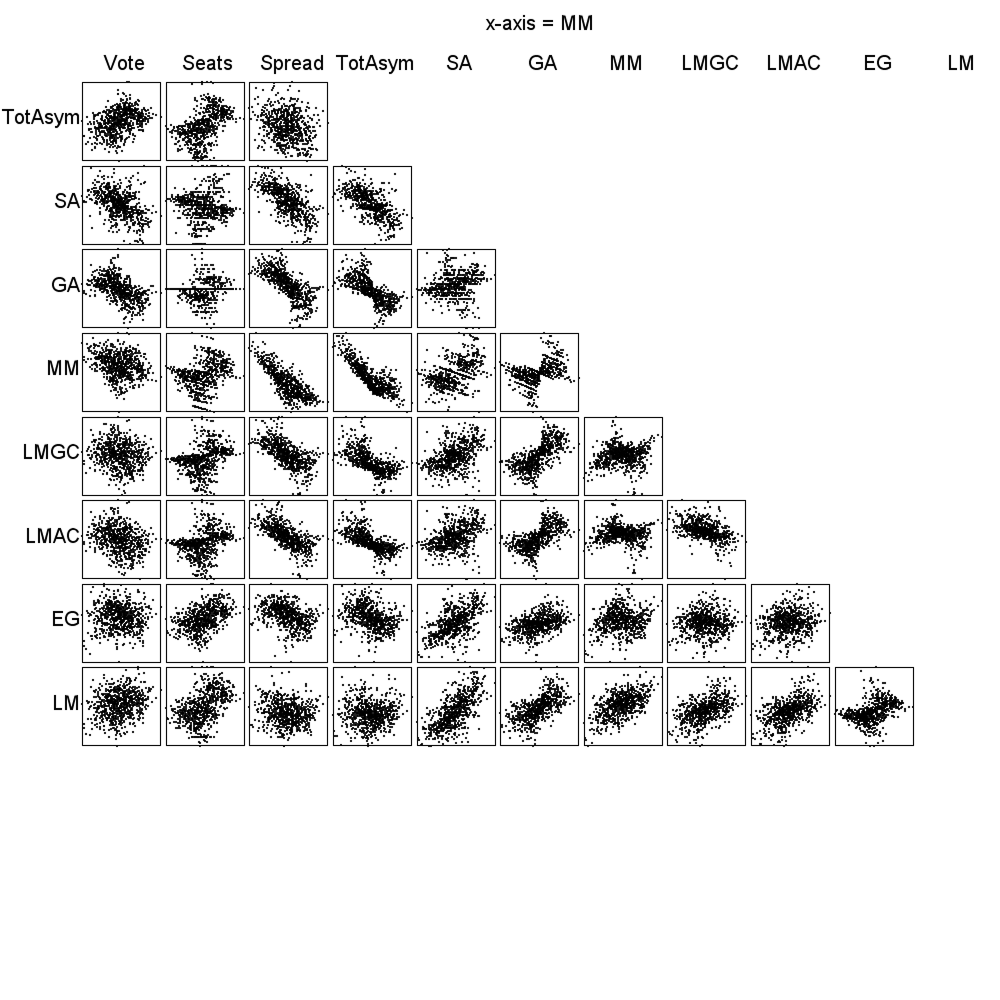 x-axis = MM
Vote Seats Spread TotAsym SA GA MM LMGC LMAC EG LM
TotAsym
SA
GA
MM
LMGC
LMAC
EG
LM